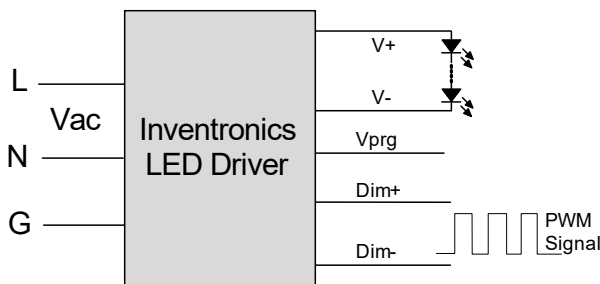 L
Vac
N
G
Inventronics
LED Driver
V+
V-
Vprg
Dim+
Dim-
PWM
Signal